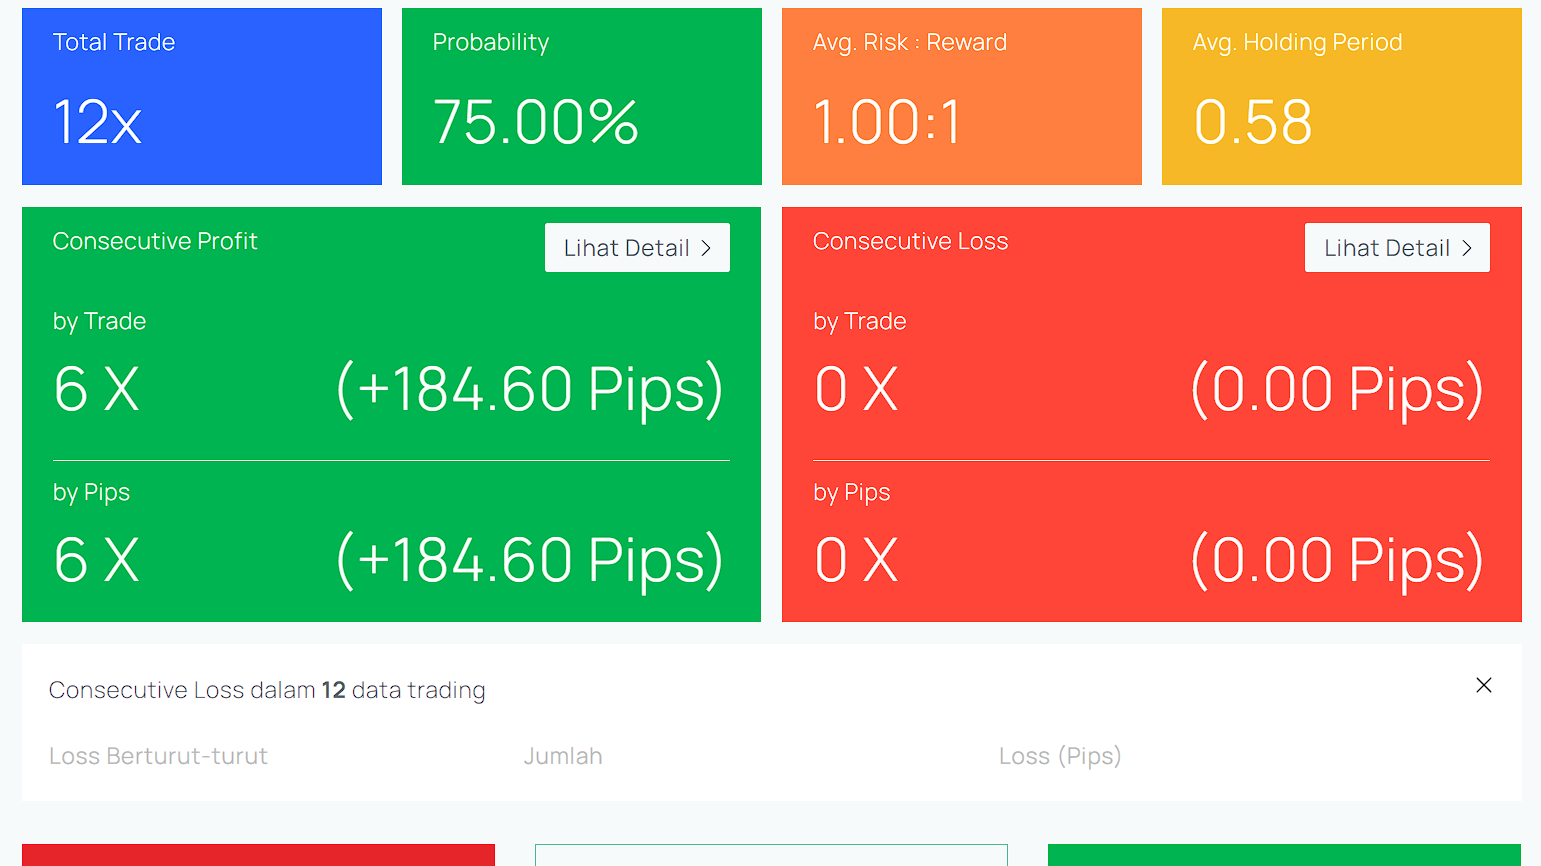 Total Trade
12x
Probability
75.00%
Avg. Risk : Reward
1.00:1
Avg. Holding Period
0.58
Consecutive Profit
Lihat Detail >
by Trade
6 X (+184.60 Pips)
by Pips
6 X (+184.60 Pips)
Consecutive Loss
Lihat Detail >
by Trade
0 X (0.00 Pips)
by Pips
0 X (0.00 Pips)
Consecutive Loss dalam 12 data trading
Loss Berturut-turut Jumlah Loss (Pips)